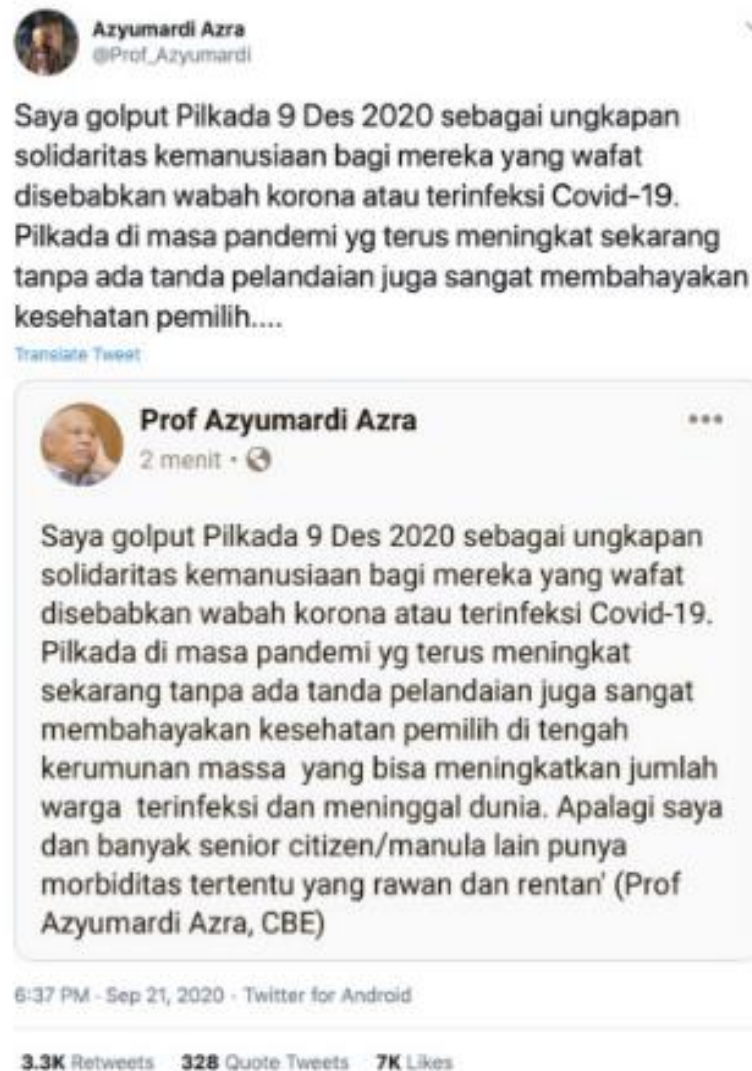 Azyumardi Azra
@Prof_Azyumardi
Saya golput Pilkada 9 Des 2020 sebagai ungkapan
solidaritas kemanusiaan bagi mereka yang wafat
disebabkan wabah korona atau terinfeksi Covid-19.
Pilkada di masa pandemi yg terus meningkat sekarang
tanpa ada tanda pelandaian juga sangat membahayakan
kesehatan pemilih....
Translate Tweet
Prof Azyumardi Azra
2 menit ·
Saya golput Pilkada 9 Des 2020 sebagai ungkapan
solidaritas kemanusiaan bagi mereka yang wafat
disebabkan wabah korona atau terinfeksi Covid-19.
Pilkada di masa pandemi yg terus meningkat
sekarang tanpa ada tanda pelandaian juga sangat
membahayakan kesehatan pemilih di tengah
kerumunan massa  yang bisa meningkatkan jumlah
warga  terinfeksi dan meninggal dunia. Apalagi saya
dan banyak senior citizen/manula lain punya
morbiditas tertentu yang rawan dan rentan' (Prof
Azyumardi Azra, CBE)
6:37 PM · Sep 21, 2020 · Twitter for Android
3.3K Retweets 328 Quote Tweets 7K Likes